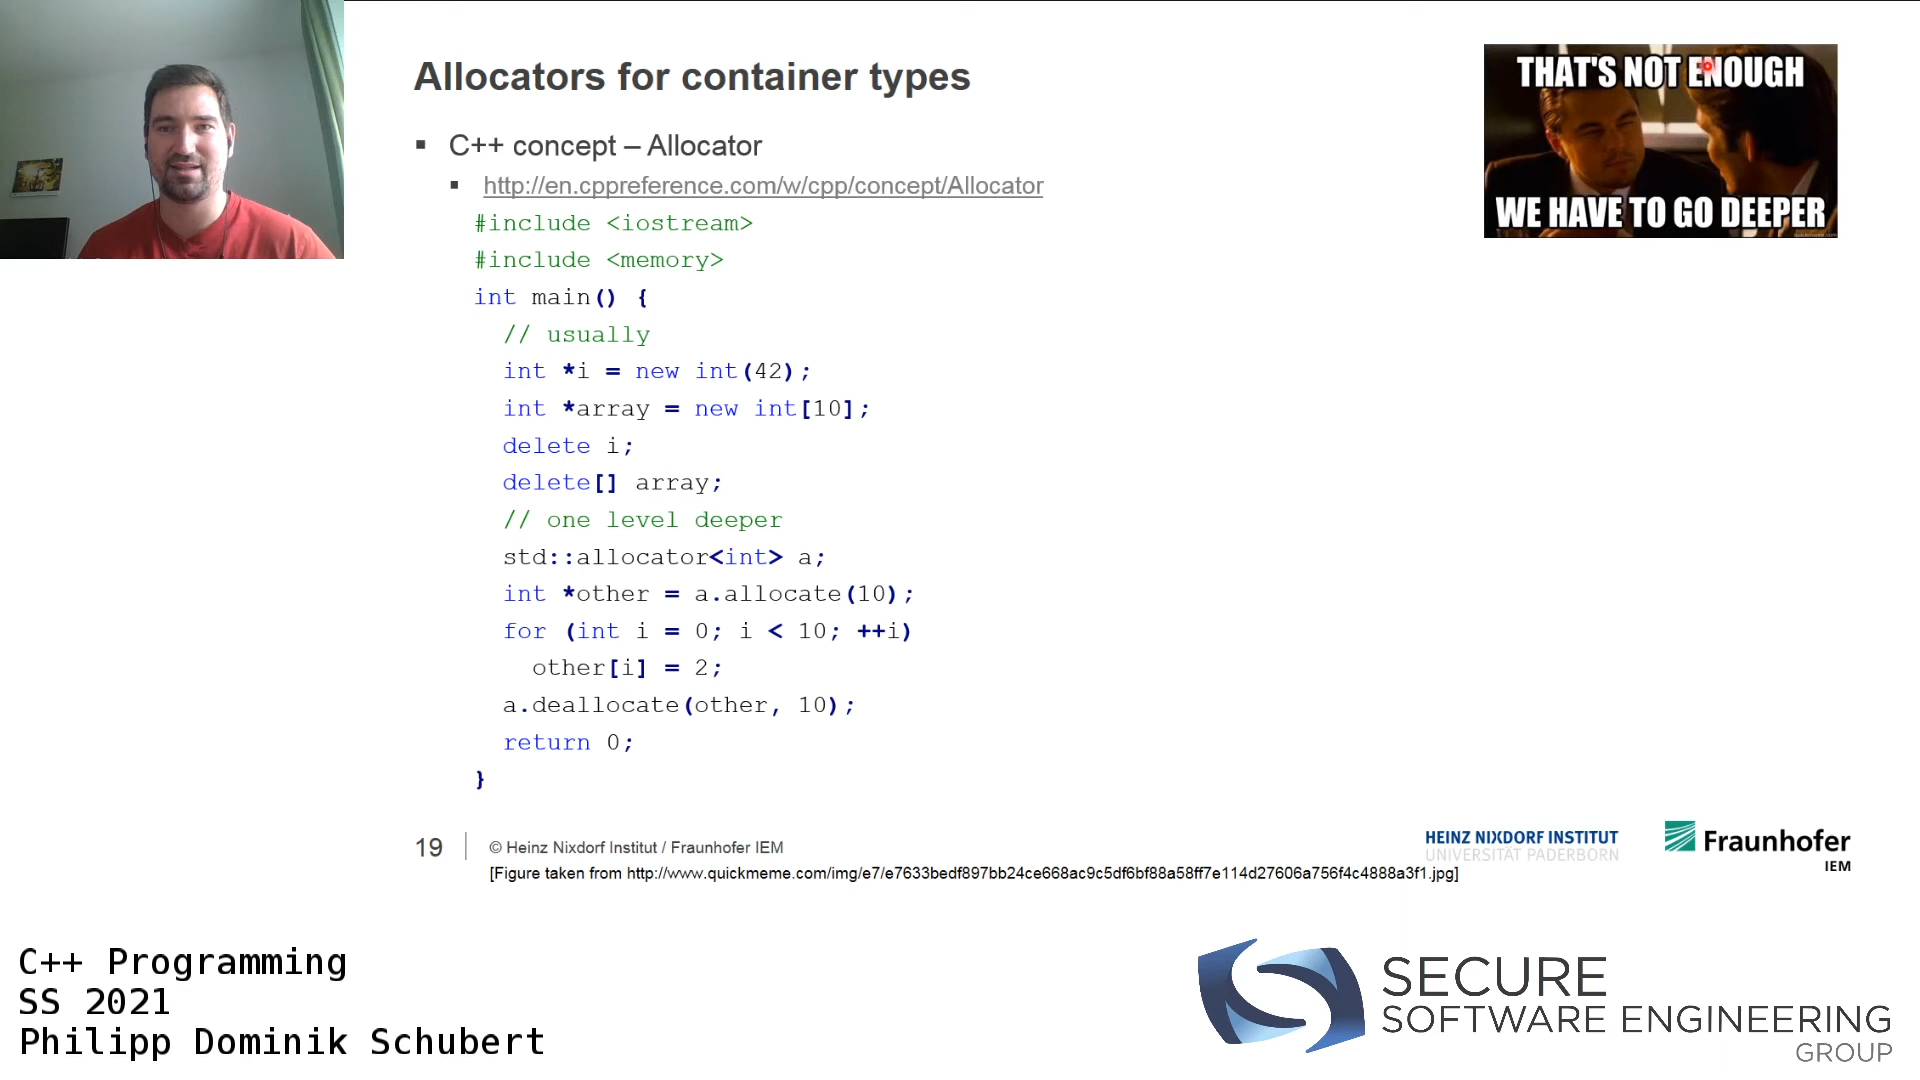 Allocators for container types
THAT'S NOT ENOUGH
WE HAVE TO GO DEEPER
▪ C++ concept – Allocator
▪ http://en.cppreference.com/w/cpp/concept/Allocator
#include <iostream>
#include <memory>
int main() {
  // usually
  int *i = new int(42);
  int *array = new int[10];
  delete i;
  delete[] array;
  // one level deeper
  std::allocator<int> a;
  int *other = a.allocate(10);
  for (int i = 0; i < 10; ++i)
    other[i] = 2;
  a.deallocate(other, 10);
  return 0;
}
19
© Heinz Nixdorf Institut / Fraunhofer IEM
[Figure taken from http://www.quickmeme.com/img/e7/e7633bedf897bb24ce668ac9c5df6bf88a58ff7e114d27606a756f4c4888a3f1.jpg]
HEINZ NIXDORF INSTITUT
UNIVERSITÄT PADERBORN
Fraunhofer
IEM
C++ Programming
SS 2021
Philipp Dominik Schubert
SECURE
SOFTWARE ENGINEERING
GROUP